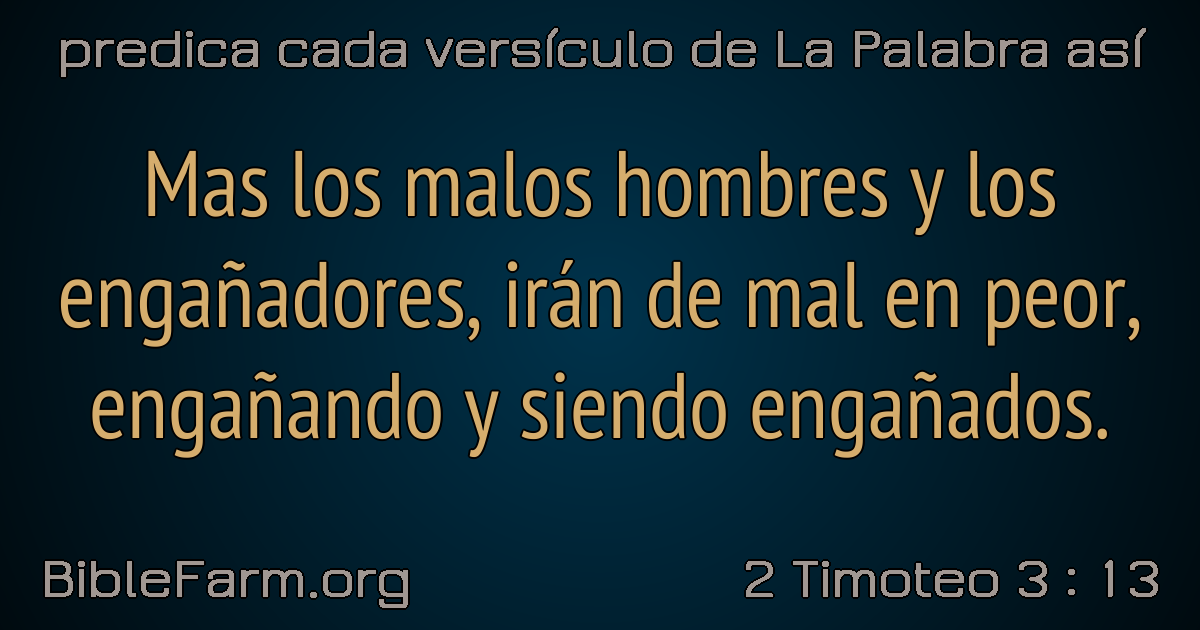 predica cada versículo de La Palabra así
Mas los malos hombres y los
engañadores, irán de mal en peor,
engañando y siendo engañados.
BibleFarm.org
2 Timoteo 3 : 13